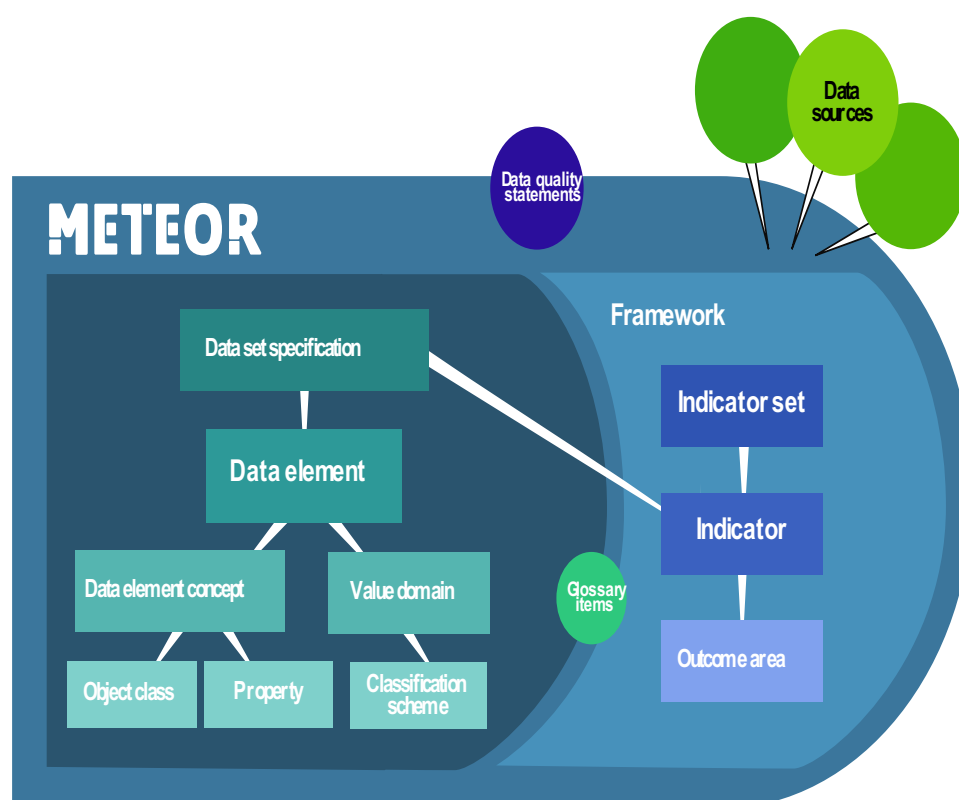 Data
sources
Data quality
statements
METEOR
Framework
Data set specification
Indicator set
Data element
Indicator
Data element concept
Value domain
Glossary
items
Outcome area
Object class
Property
Classification
scheme